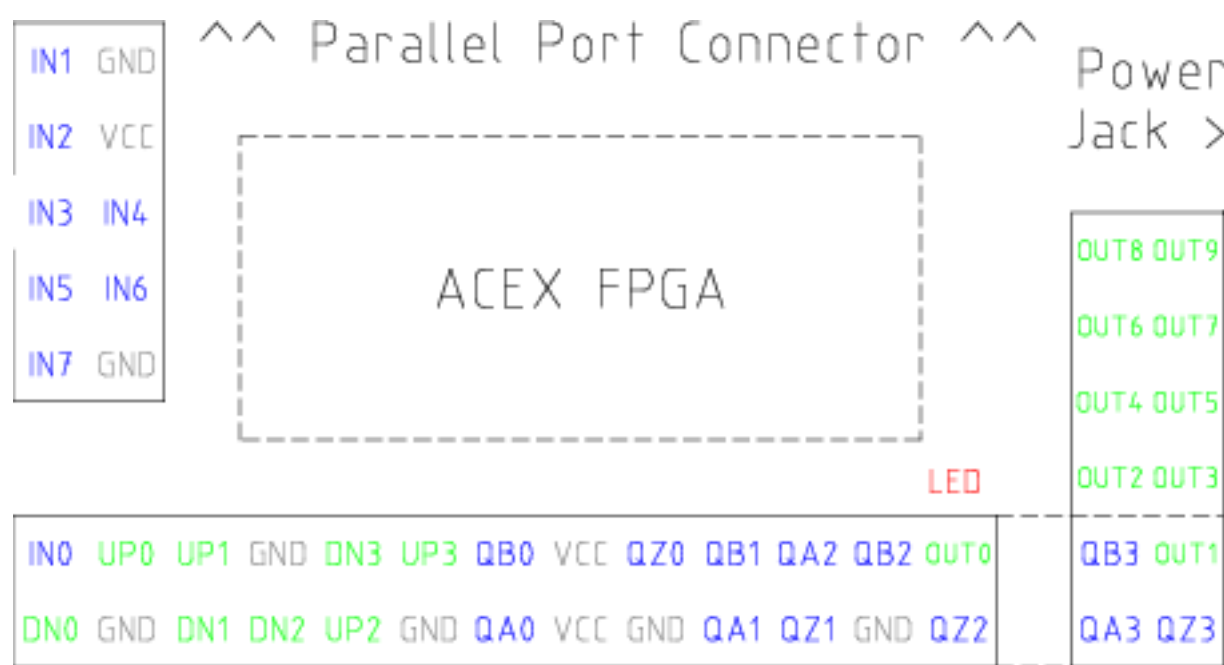 ^^ Parallel Port Connector ^^
Power
Jack >
IN1 GND
IN2 VCC
IN3 IN4
IN5 IN6
IN7 GND
ACEX FPGA
OUT8 OUT9
OUT6 OUT7
OUT4 OUT5
OUT2 OUT3
LED
IN0 UP0 UP1 GND DN3 UP3 QB0 VCC QZ0 QB1 QA2 QB2 OUT0
DN0 GND DN1 DN2 UP2 GND QA0 VCC GND QA1 QZ1 GND QZ2
QB3 OUT1
QA3 QZ3